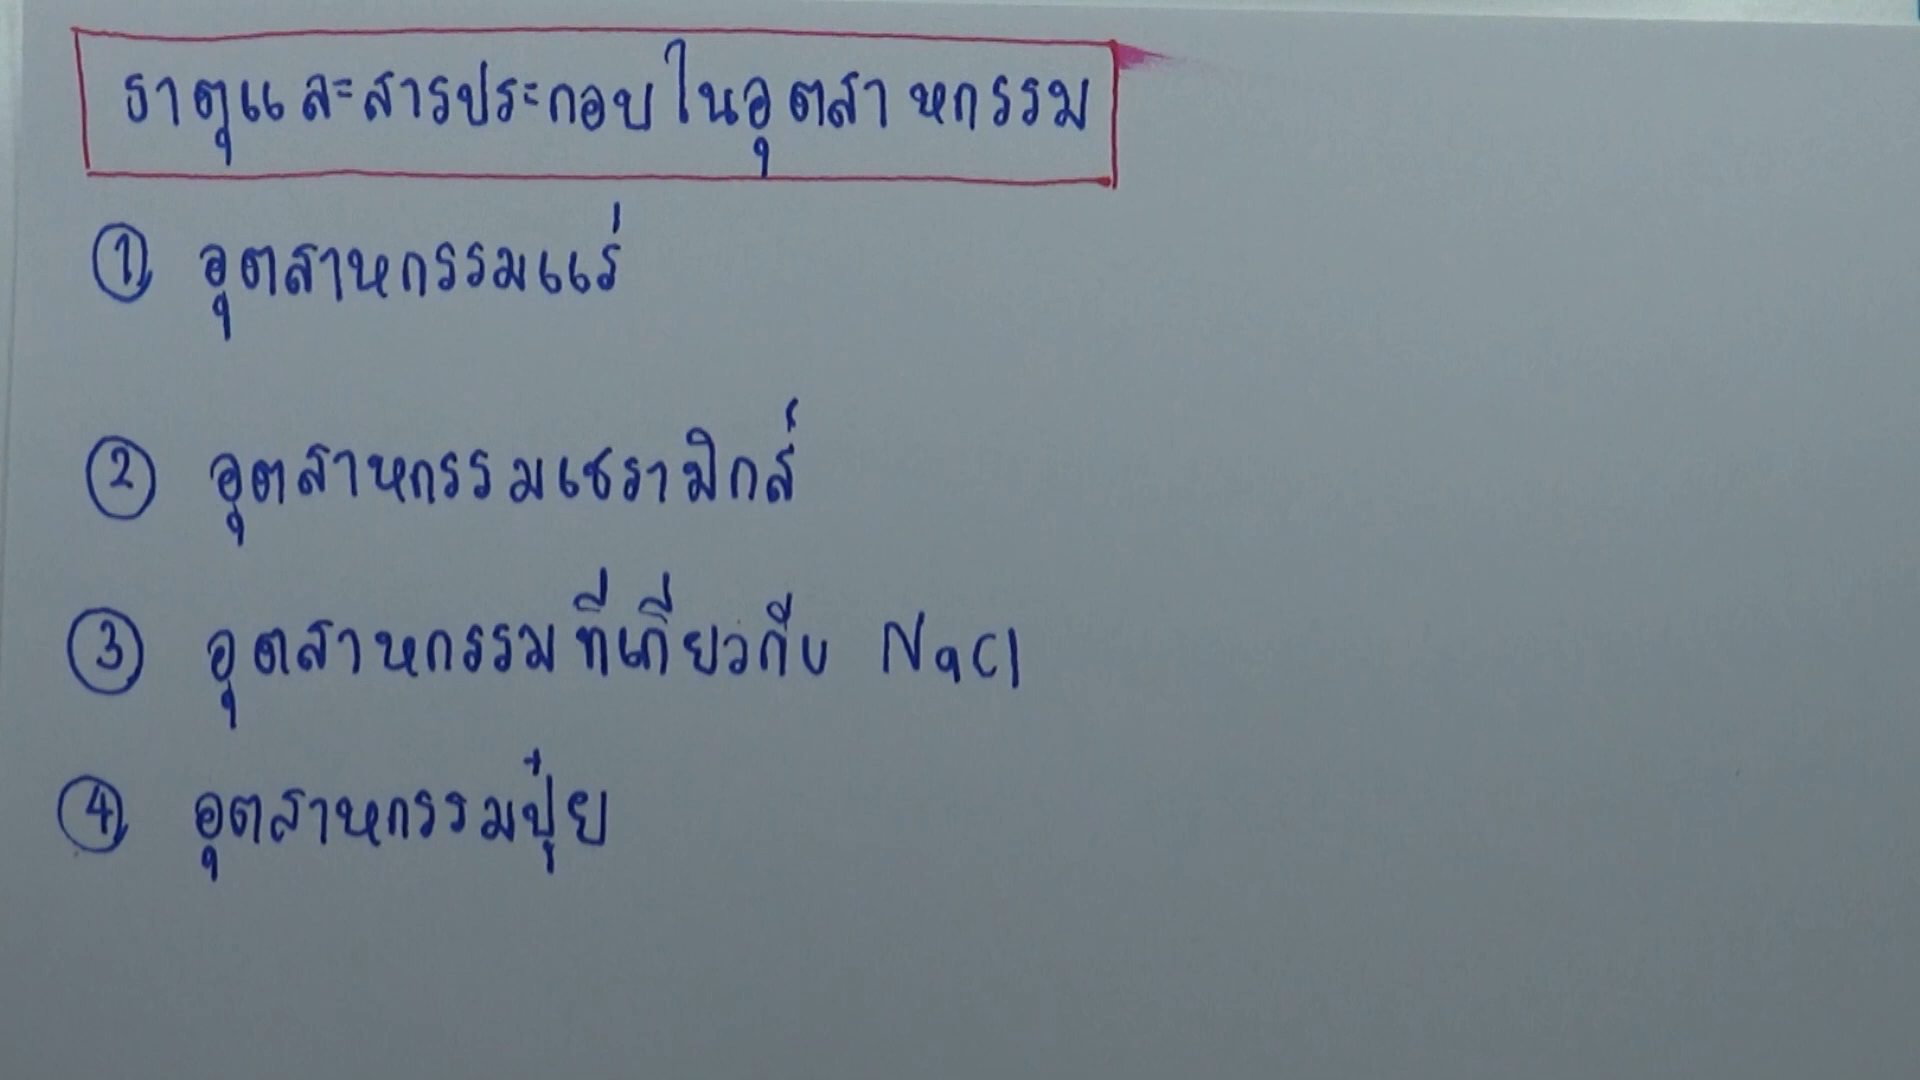 ธาตุและสารประกอบในอุตสาหกรรม
① อุตสาหกรรมแร่
② อุตสาหกรรมเซรามิกส์
③ อุตสาหกรรมที่เกี่ยวกับ NaCl
④ อุตสาหกรรมปุ๋ย